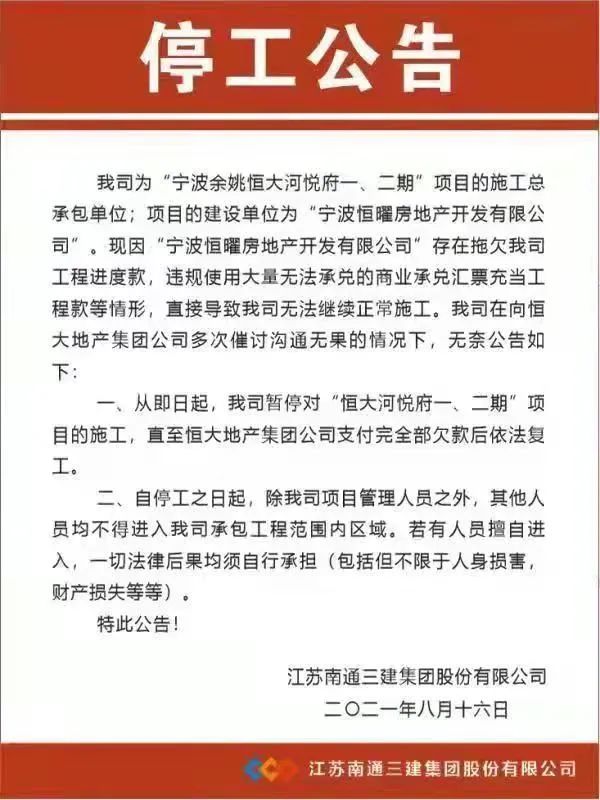 停工公告
我司为“宁波余姚恒大河悦府一、二期”项目的施工总
承包单位；项目的建设单位为“宁波恒曜房地产开发有限公
司”。现因“宁波恒曜房地产开发有限公司”存在拖欠我司
工程进度款，违规使用大量无法承兑的商业承兑汇票充当工
程款等情形，直接导致我司无法继续正常施工。我司在向恒
大地产集团公司多次催讨沟通无果的情况下，无奈公告如
下：
一、从即日起，我司暂停对“恒大河悦府一、二期”项
目的施工，直至恒大地产集团公司支付完全部欠款后依法复
工。
二、自停工之日起，除我司项目管理人员之外，其他人
员均不得进入我司承包工程范围内区域。若有人员擅自进
入，一切法律后果均须自行承担（包括但不限于人身损害，
财产损失等等）。
特此公告！
江苏南通三建集团股份有限公司
二〇二一年八月十六日
江苏南通三建集团股份有限公司